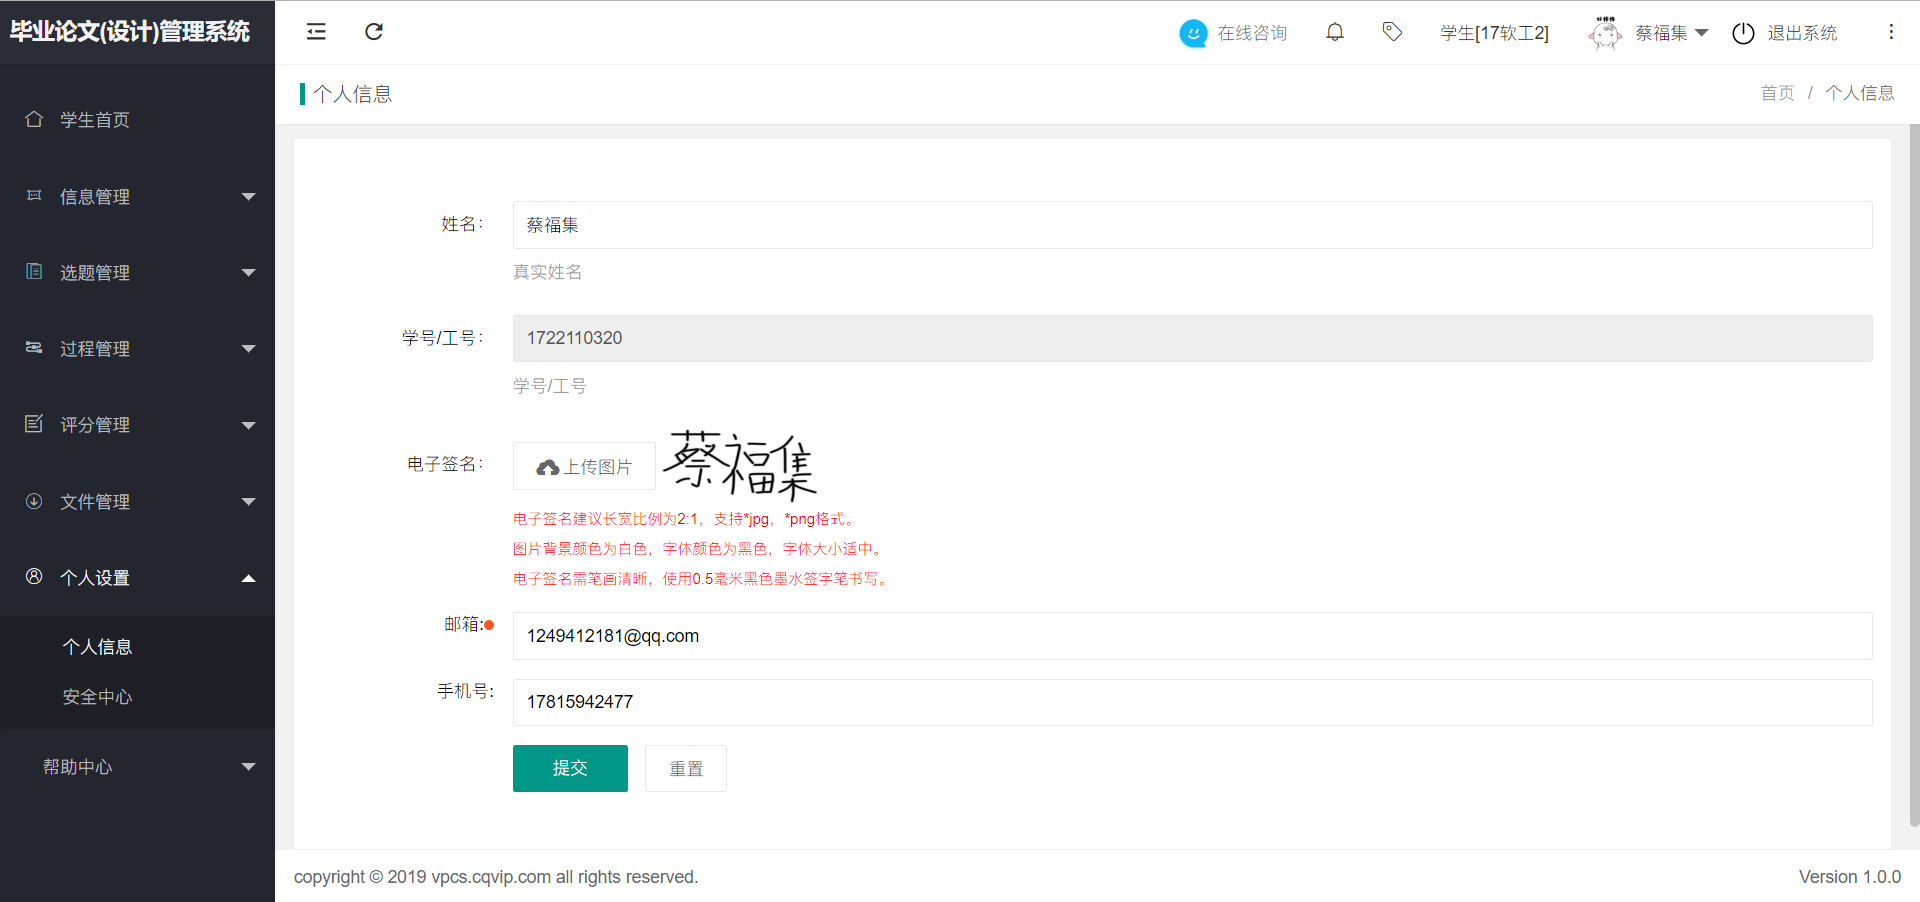 毕业论文(设计)管理系统
在线咨询
学生[17软工2]
蔡福集
退出系统
个人信息
首页 / 个人信息
学生首页
信息管理
选题管理
过程管理
评分管理
文件管理
个人设置
个人信息
安全中心
帮助中心
姓名：
蔡福集
真实姓名
学号/工号：
1722110320
学号/工号
电子签名：
上传图片
蔡福集
电子签名建议长宽比例为2:1，支持*jpg，*png格式。
图片背景颜色为白色，字体颜色为黑色，字体大小适中。
电子签名需笔画清晰，使用0.5毫米黑色墨水签字笔书写。
邮箱:
1249412181@qq.com
手机号:
17815942477
提交
重置
copyright © 2019 vpcs.cqvip.com all rights reserved.
Version 1.0.0